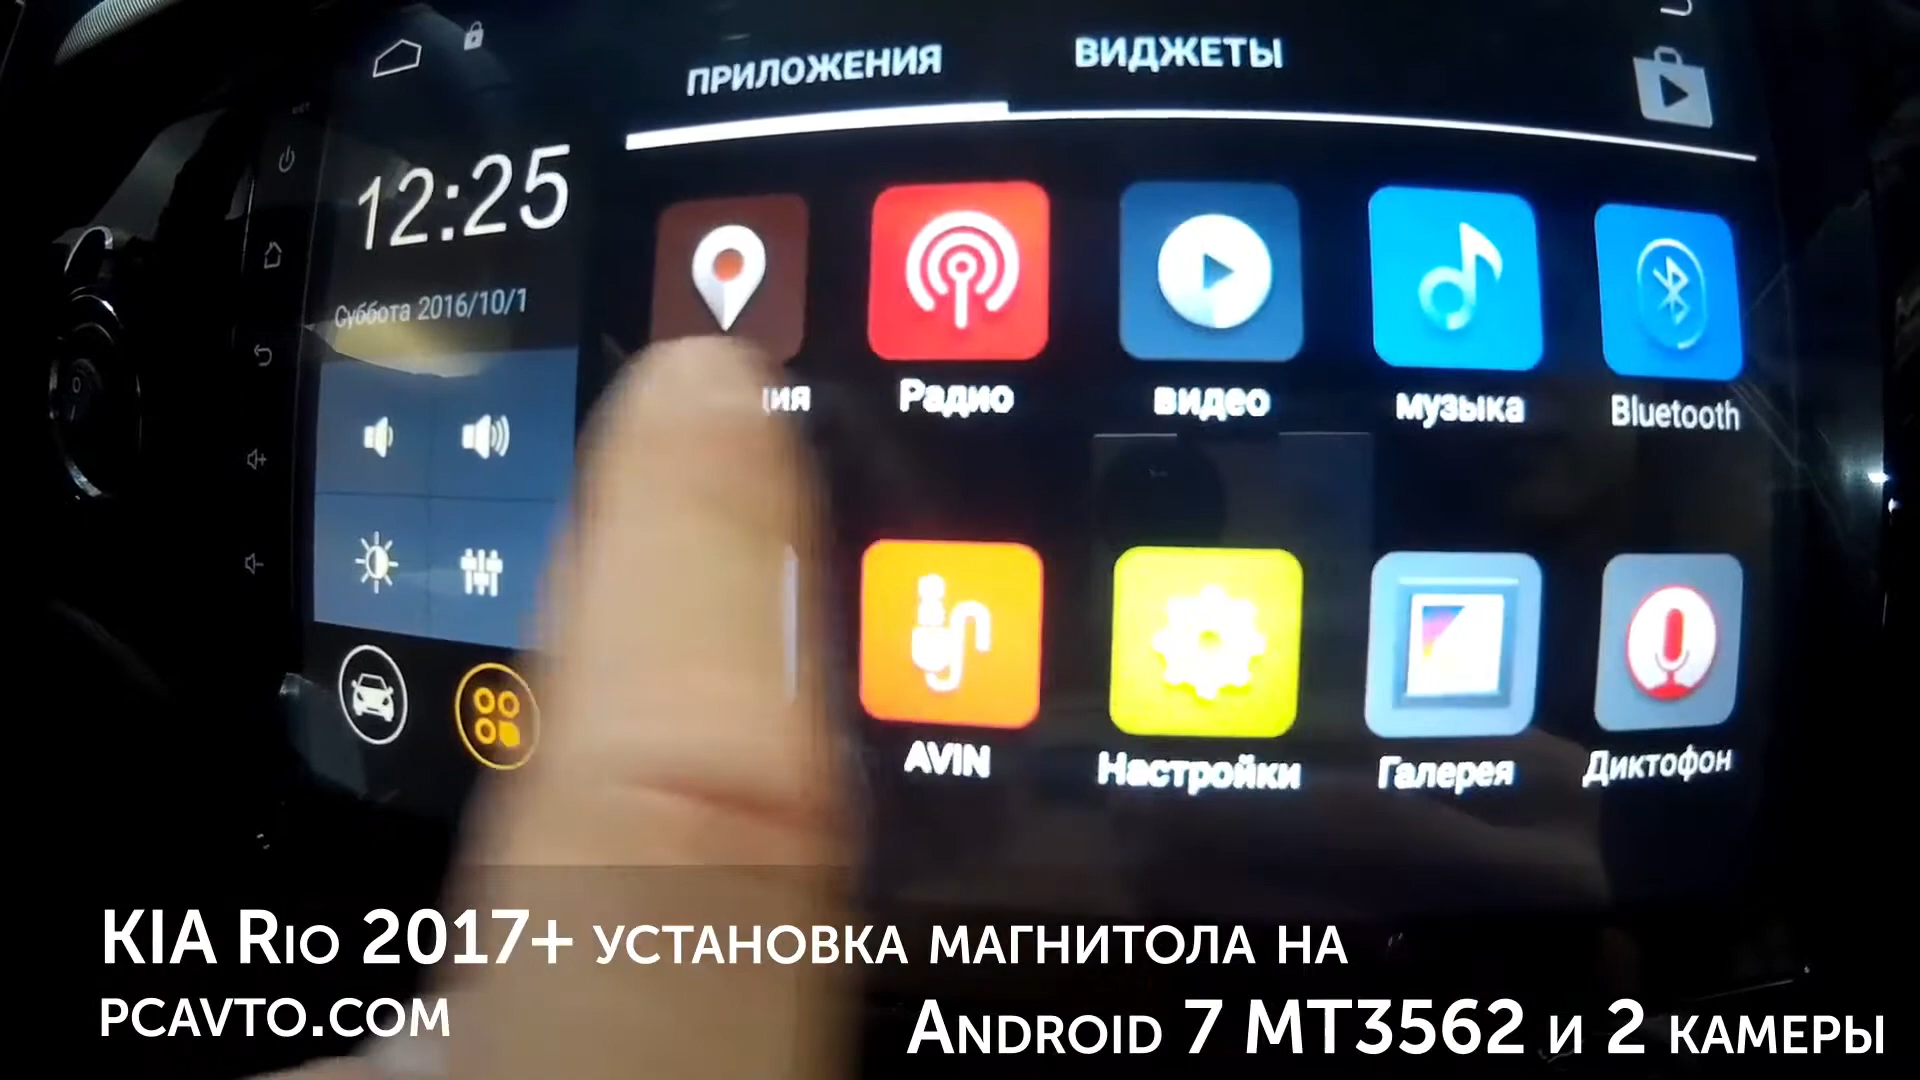 ПРИЛОЖЕНИЯ ВИДЖЕТЫ
12:25
Суббота 2016/10/1
Радио видео музыка Bluetooth
AVIN Настройки Галерея Диктофон
KIA Rio 2017+ установка магнитола на
pcavto.com
Android 7 MT3562 и 2 камеры